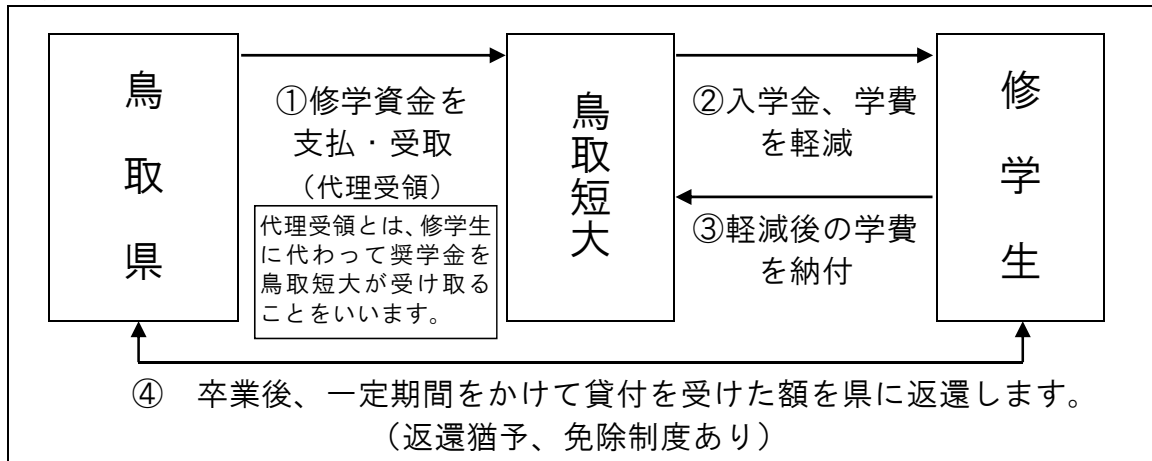 鳥取県
①修学資金を
支払・受取
（代理受領）
代理受領とは、修学生
に代わって奨学金を
鳥取短大が受け取る
ことをいいます。
鳥取短大
②入学金、学費
を軽減
③軽減後の学費
を納付
修学生
④　卒業後、一定期間をかけて貸付を受けた額を県に返還します。
（返還猶予、免除制度あり）